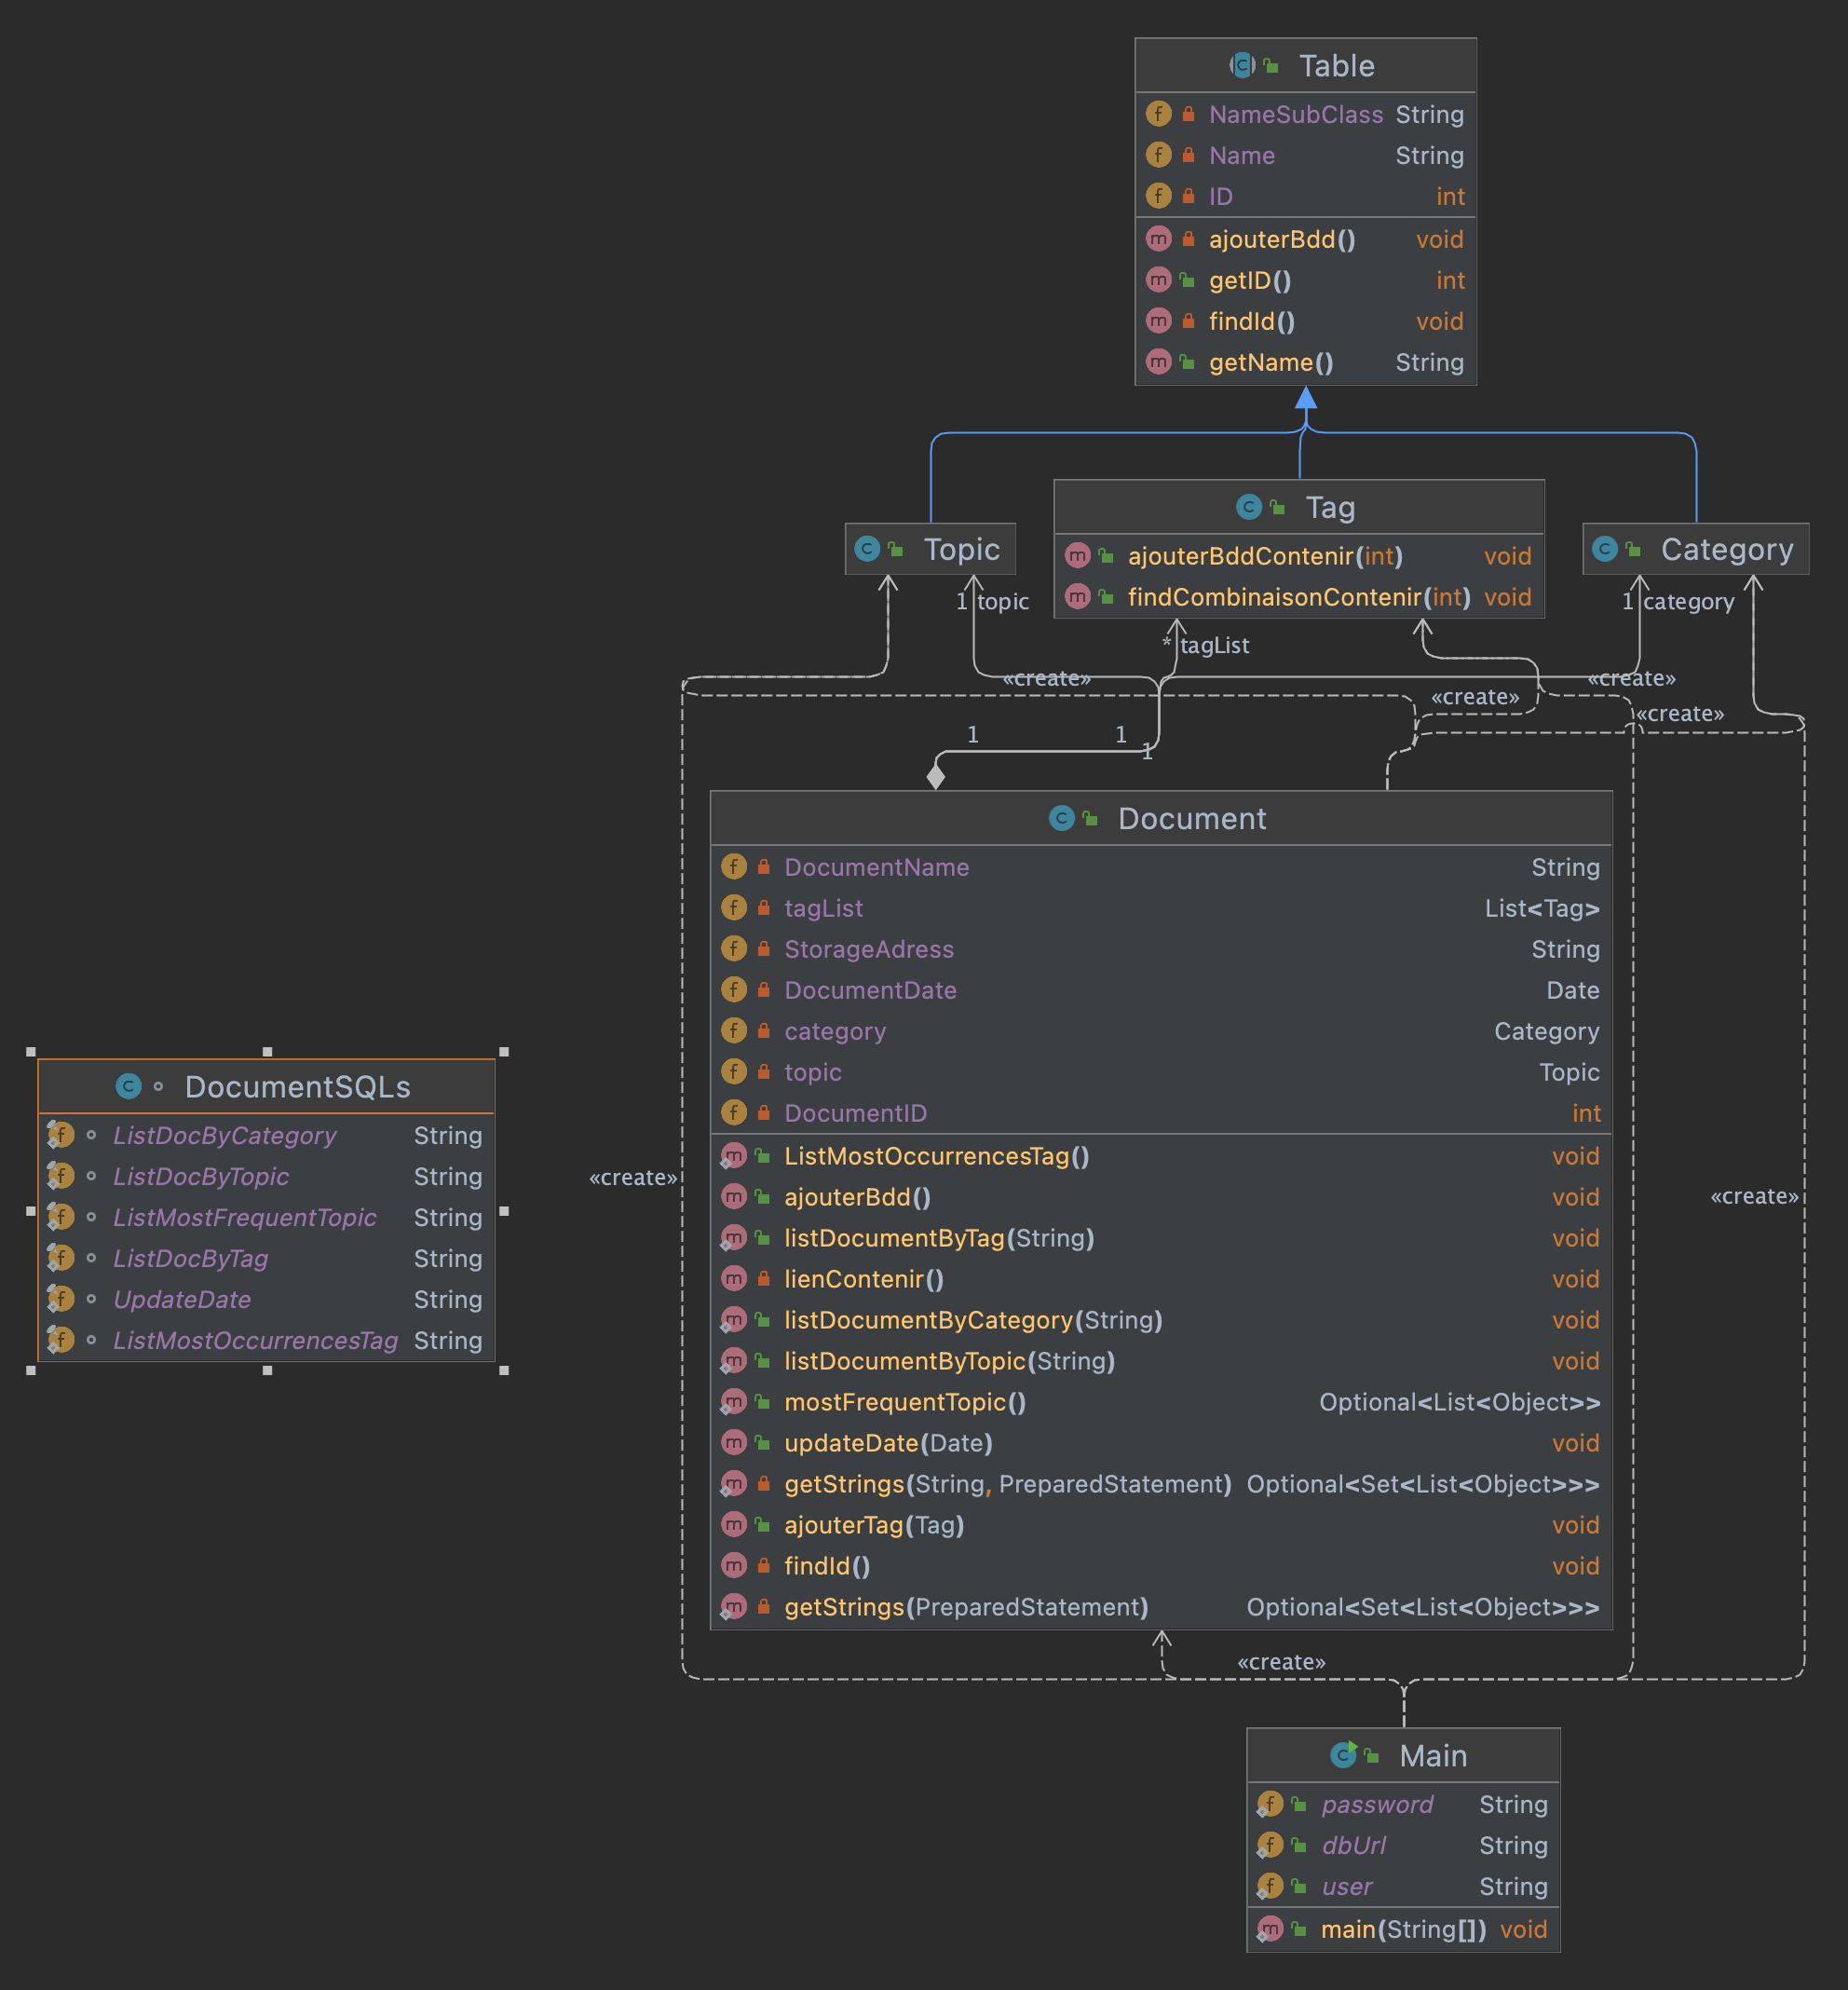 Table
NameSubClass String
Name String
ID int
ajouterBdd() void
getID() int
findId() void
getName() String
Topic
Tag
ajouterBddContenir(int) void
findCombinaisonContenir(int) void
Category
1 topic
1 category
* tagList
«create»
«create»
«create»
«create»
1
1
1
Document
DocumentName String
tagList List<Tag>
StorageAdress String
DocumentDate Date
category Category
topic Topic
DocumentID int
ListMostOccurrencesTag() void
ajouterBdd() void
listDocumentByTag(String) void
lienContenir() void
listDocumentByCategory(String) void
listDocumentByTopic(String) void
mostFrequentTopic() Optional<List<Object>>
updateDate(Date) void
getStrings(String, PreparedStatement) Optional<Set<List<Object>>>
ajouterTag(Tag) void
findId() void
getStrings(PreparedStatement) Optional<Set<List<Object>>>
DocumentSQLs
ListDocByCategory String
ListDocByTopic String
ListMostFrequentTopic String
ListDocByTag String
UpdateDate String
ListMostOccurrencesTag String
«create»
«create»
«create»
Main
password String
dbUrl String
user String
main(String[]) void